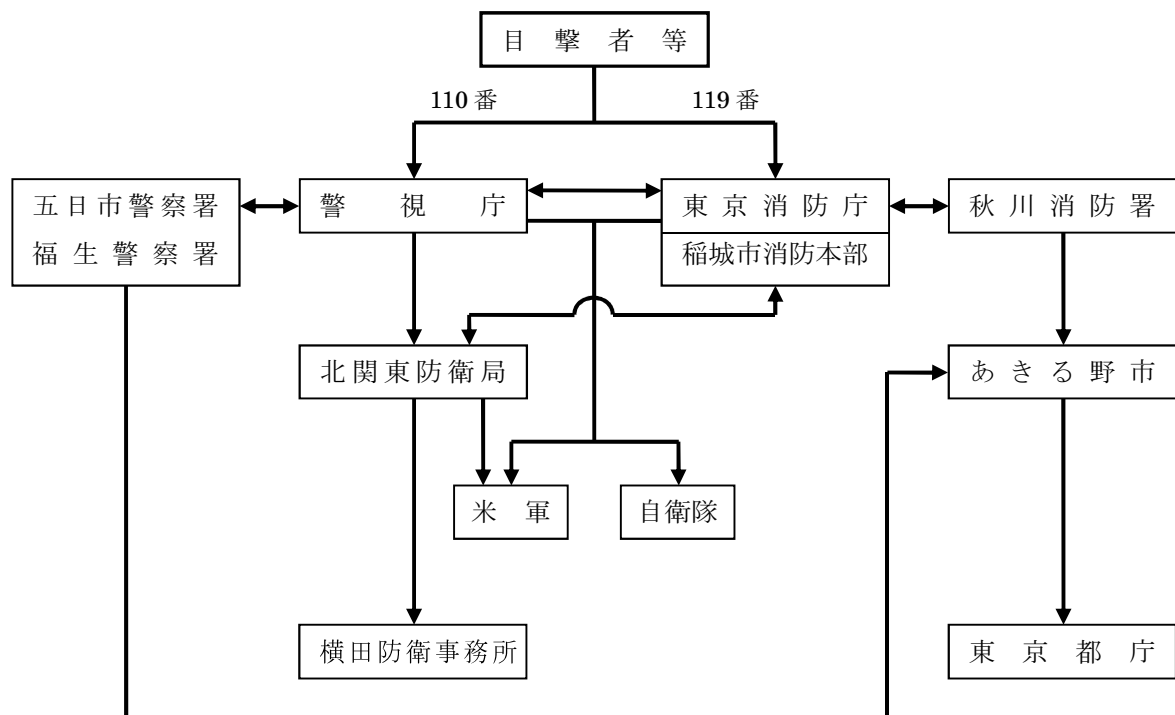 目撃者等
110番
119番
五日市警察署
福生警察署
警視庁
東京消防庁
稲城市消防本部
秋川消防署
北関東防衛局
あきる野市
米軍
自衛隊
横田防衛事務所
東京都庁